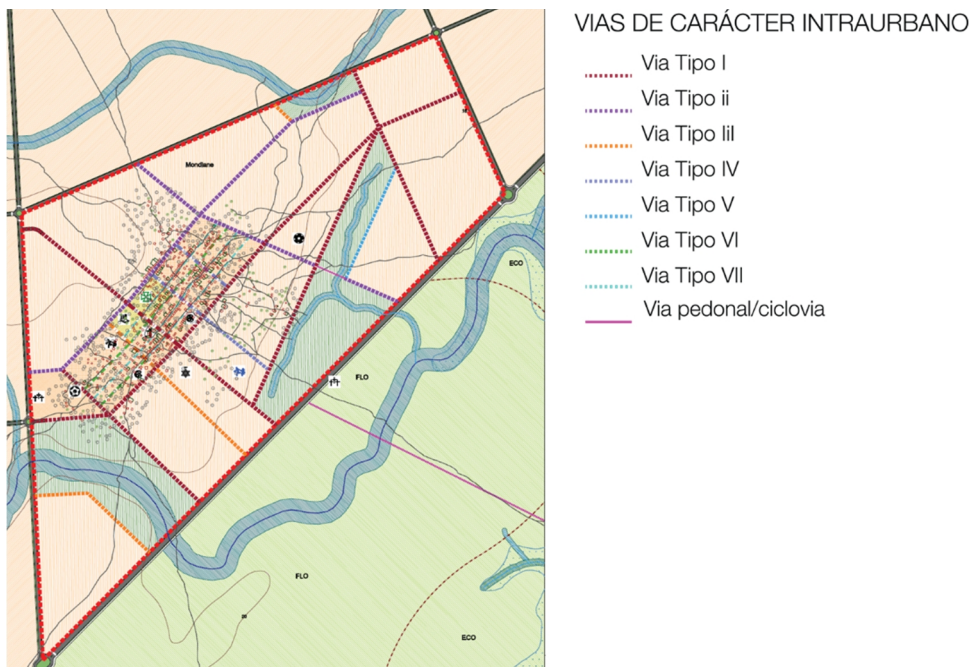 VIAS DE CARÁCTER INTRAURBANO
Via Tipo I
Via Tipo ii
Via Tipo IiI
Via Tipo IV
Via Tipo V
Via Tipo VI
Via Tipo VII
Via pedonal/ciclovia
Mondlane
ECO
FLO
FLO
ECO